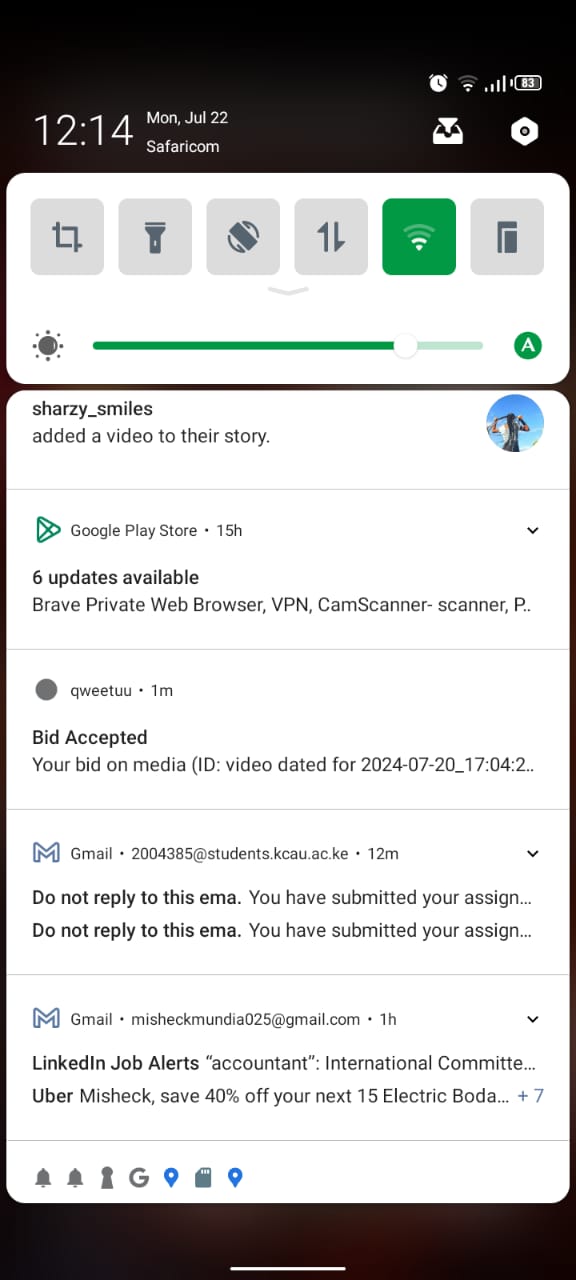 83
12:14
Mon, Jul 22
Safaricom
A
sharzy_smiles
added a video to their story.
Google Play Store • 15h
6 updates available
Brave Private Web Browser, VPN, CamScanner- scanner, P..
qweetuu • 1m
Bid Accepted
Your bid on media (ID: video dated for 2024-07-20_17:04:2..
Gmail • 2004385@students.kcau.ac.ke • 12m
Do not reply to this ema. You have submitted your assign...
Do not reply to this ema. You have submitted your assign...
Gmail • misheckmundia025@gmail.com • 1h
LinkedIn Job Alerts “accountant”: International Committe...
Uber Misheck, save 40% off your next 15 Electric Boda... + 7
G